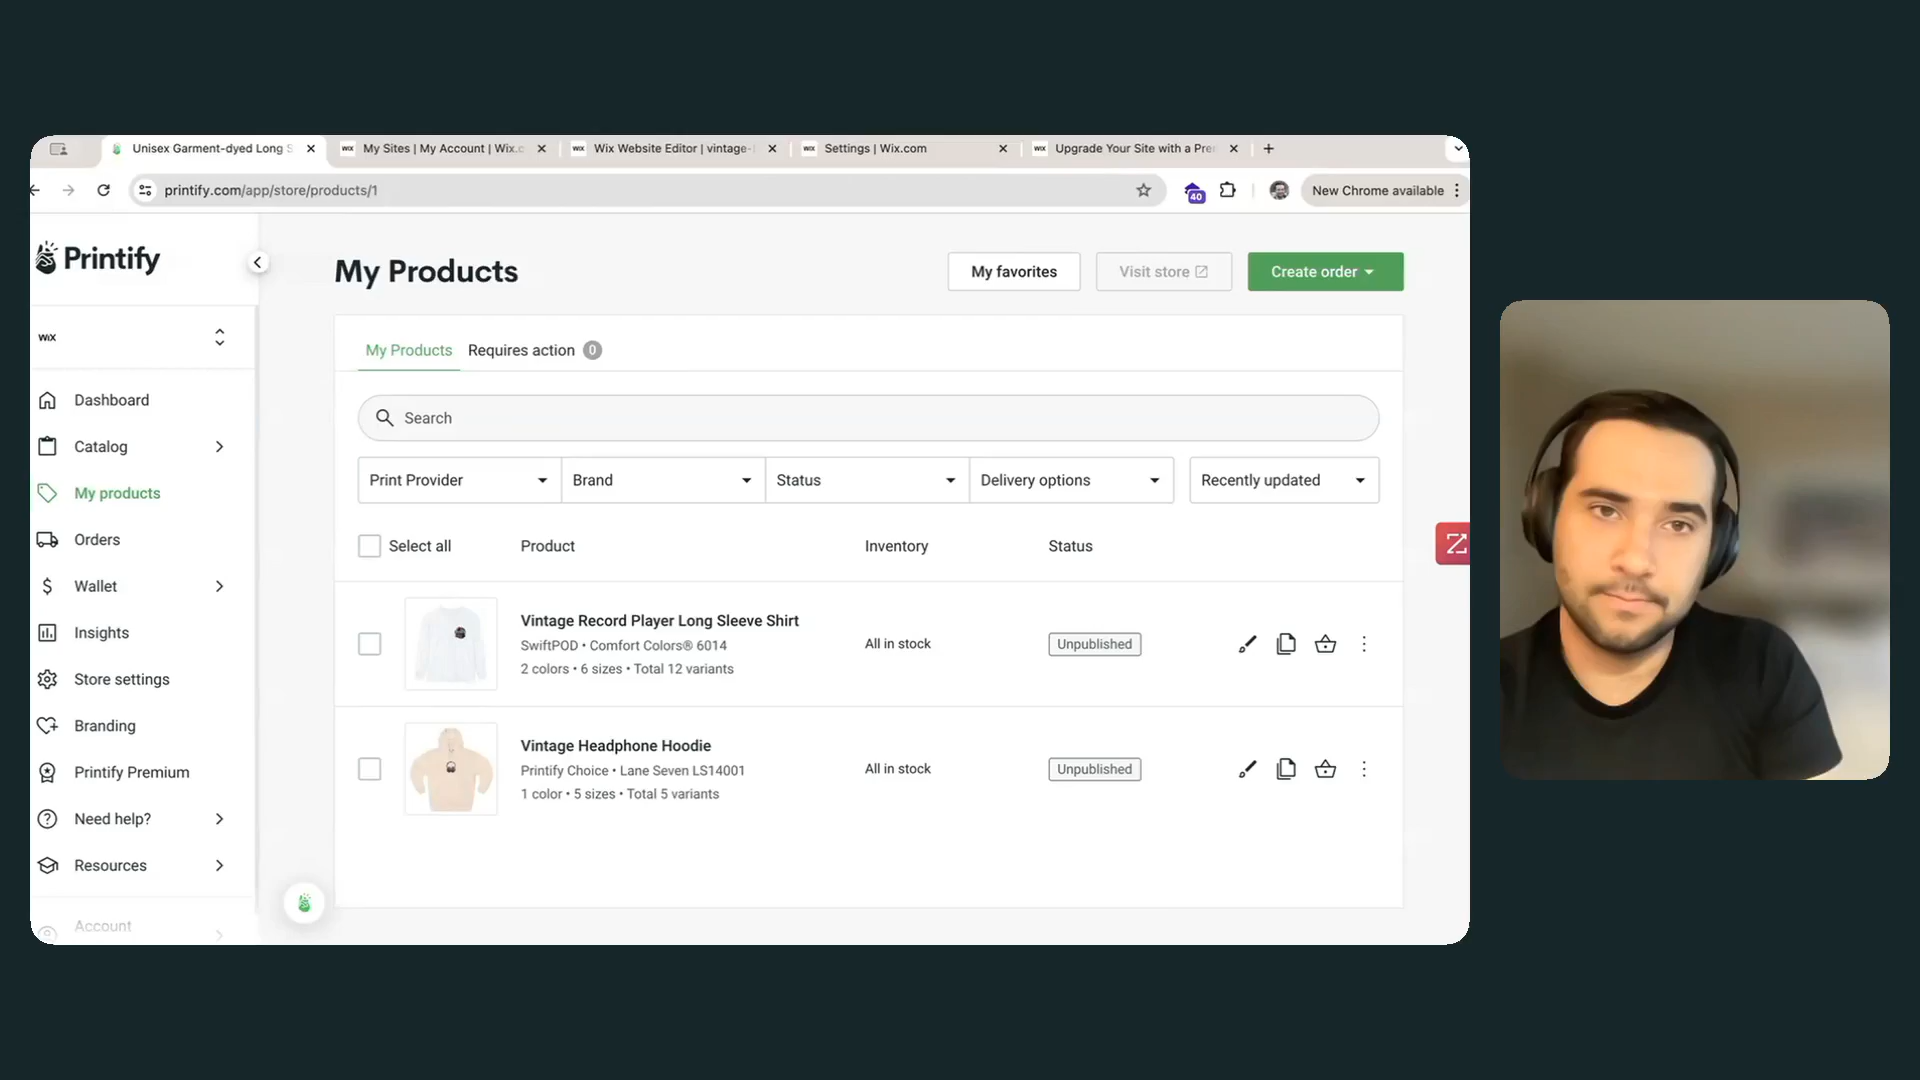 Unisex Garment-dyed Long S
My Sites | My Account | Wix.c
Wix Website Editor | vintage-
Settings | Wix.com
Upgrade Your Site with a Pre
printify.com/app/store/products/1
40
New Chrome available
Printify
WIX
Dashboard
Catalog
My products
Orders
Wallet
Insights
Store settings
Branding
Printify Premium
Need help?
Resources
Account
My Products
My favorites
Visit store
Create order
My Products
Requires action 0
Search
Print Provider
Brand
Status
Delivery options
Recently updated
Select all
Product
Inventory
Status
Vintage Record Player Long Sleeve Shirt
SwiftPOD • Comfort Colors® 6014
2 colors • 6 sizes • Total 12 variants
All in stock
Unpublished
Vintage Headphone Hoodie
Printify Choice • Lane Seven LS14001
1 color • 5 sizes • Total 5 variants
All in stock
Unpublished